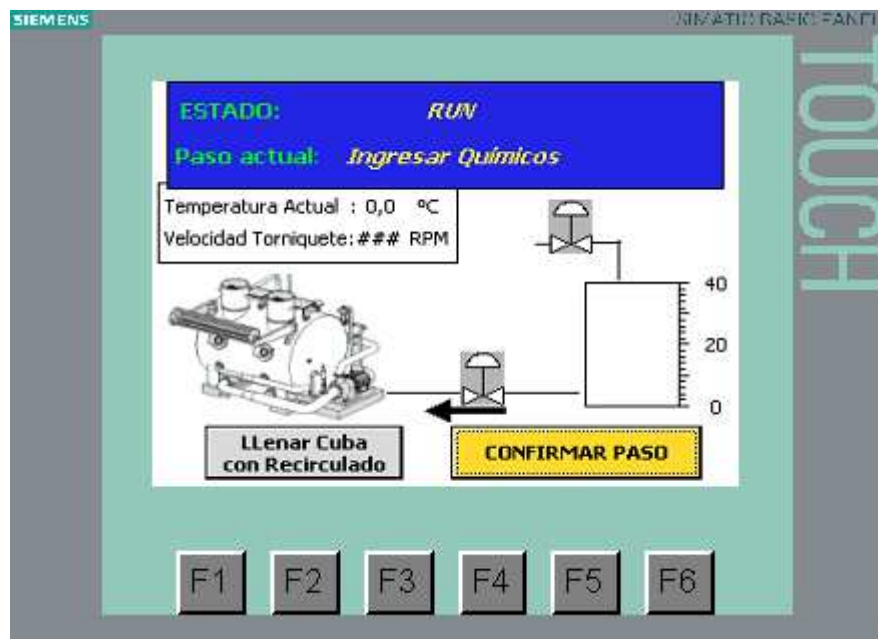 SIEMENS
SIMATIC BASIC PANEL
TOUCH
ESTADO: RUN
Paso actual: Ingresar Químicos
Temperatura Actual : 0,0 ºC
Velocidad Torniquete: ### RPM
40
20
0
LLenar Cuba
con Recirculado
CONFIRMAR PASO
F1 F2 F3 F4 F5 F6